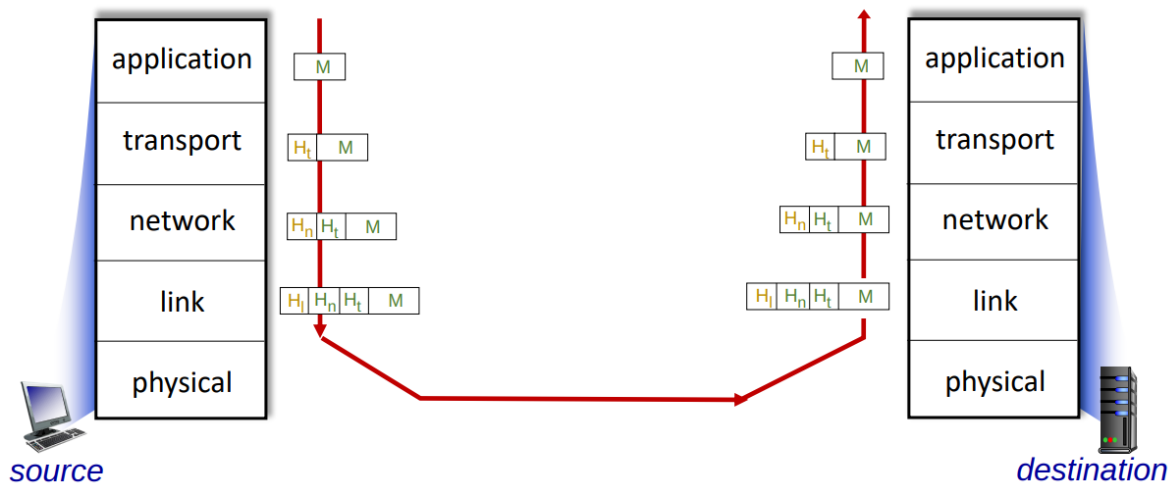 application M M application
transport Ht M Ht M transport
network Hn Ht M Hn Ht M network
link Hl Hn Ht M Hl Hn Ht M link
physical physical
source destination